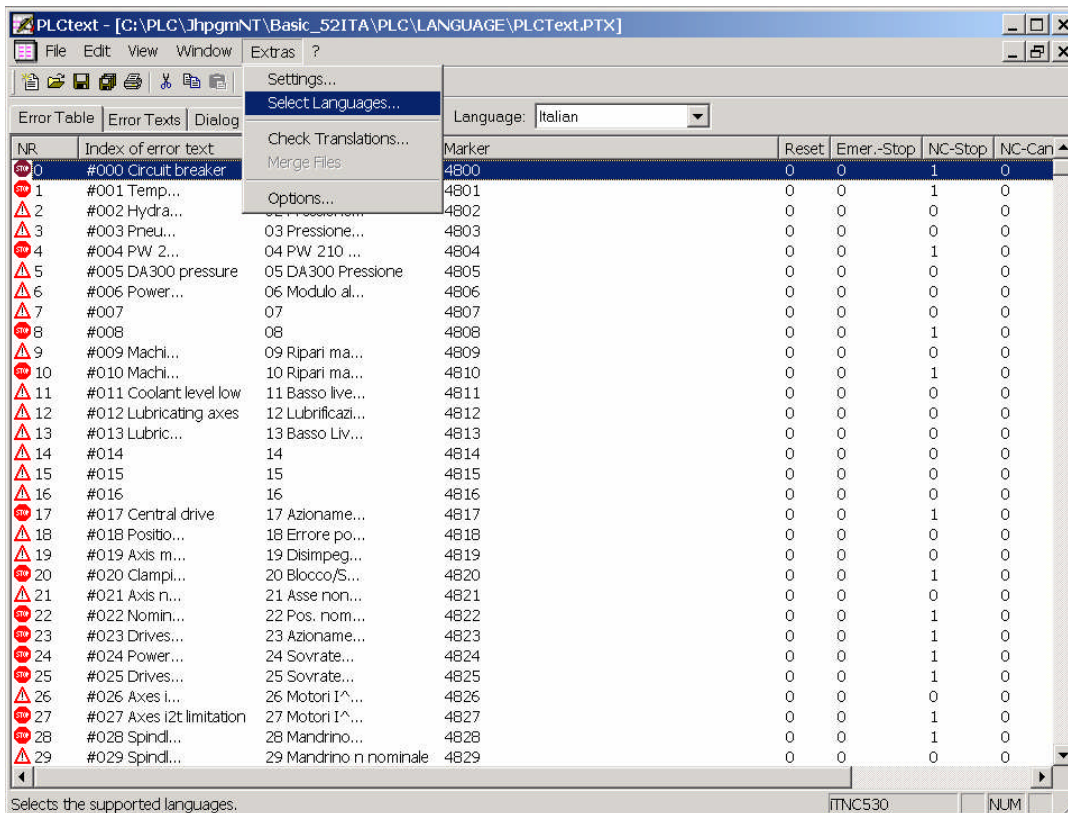 PLCtext - [C:\PLC\JhpgmNT\Basic_52ITA\PLC\LANGUAGE\PLCText.PTX]
File Edit View Window Extras ?
Settings...
Select Languages...
Check Translations...
Merge Files
Options...
Error Table Error Texts Dialog Language: Italian
NR Index of error text Marker Reset Emer.-Stop NC-Stop NC-Can
STOP 0 #000 Circuit breaker 4800 0 0 1 0
STOP 1 #001 Temp... 4801 0 0 1 0
2 #002 Hydra... 4802 0 0 0 0
3 #003 Pneu... 03 Pressione... 4803 0 0 0 0
STOP 4 #004 PW 2... 04 PW 210 ... 4804 0 0 1 0
5 #005 DA300 pressure 05 DA300 Pressione 4805 0 0 0 0
6 #006 Power... 06 Modulo al... 4806 0 0 0 0
7 #007 07 4807 0 0 0 0
STOP 8 #008 08 4808 0 0 1 0
9 #009 Machi... 09 Ripari ma... 4809 0 0 0 0
STOP 10 #010 Machi... 10 Ripari ma... 4810 0 0 1 0
11 #011 Coolant level low 11 Basso live... 4811 0 0 0 0
12 #012 Lubricating axes 12 Lubrificazi... 4812 0 0 0 0
13 #013 Lubric... 13 Basso Liv... 4813 0 0 0 0
14 #014 14 4814 0 0 0 0
15 #015 15 4815 0 0 0 0
16 #016 16 4816 0 0 0 0
STOP 17 #017 Central drive 17 Azioname... 4817 0 0 1 0
18 #018 Positio... 18 Errore po... 4818 0 0 0 0
19 #019 Axis m... 19 Disimpeg... 4819 0 0 0 0
STOP 20 #020 Clampi... 20 Blocco/S... 4820 0 0 1 0
21 #021 Axis n... 21 Asse non... 4821 0 0 0 0
STOP 22 #022 Nomin... 22 Pos. nom... 4822 0 0 1 0
STOP 23 #023 Drives... 23 Azioname... 4823 0 0 1 0
STOP 24 #024 Power... 24 Sovrate... 4824 0 0 1 0
STOP 25 #025 Drives... 25 Sovrate... 4825 0 0 1 0
26 #026 Axes i... 26 Motori I^... 4826 0 0 0 0
STOP 27 #027 Axes i2t limitation 27 Motori I^... 4827 0 0 1 0
STOP 28 #028 Spindl... 28 Mandrino... 4828 0 0 1 0
29 #029 Spindl... 29 Mandrino n nominale 4829 0 0 0 0
Selects the supported languages. iTNC530 NUM